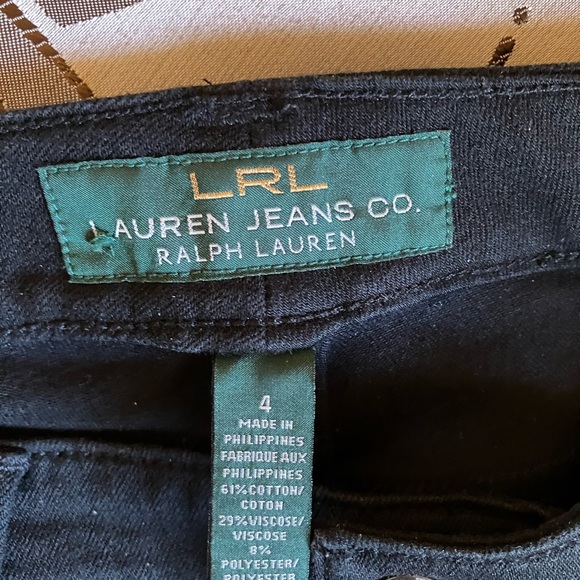 LRL
LAUREN JEANS CO.
RALPH LAUREN
4
MADE IN
PHILIPPINES
FABRIQUE AUX
PHILIPPINES
61%COTTON/
COTON
29%VISCOSE/
VISCOSE
8%
POLYESTER/
POLYESTER